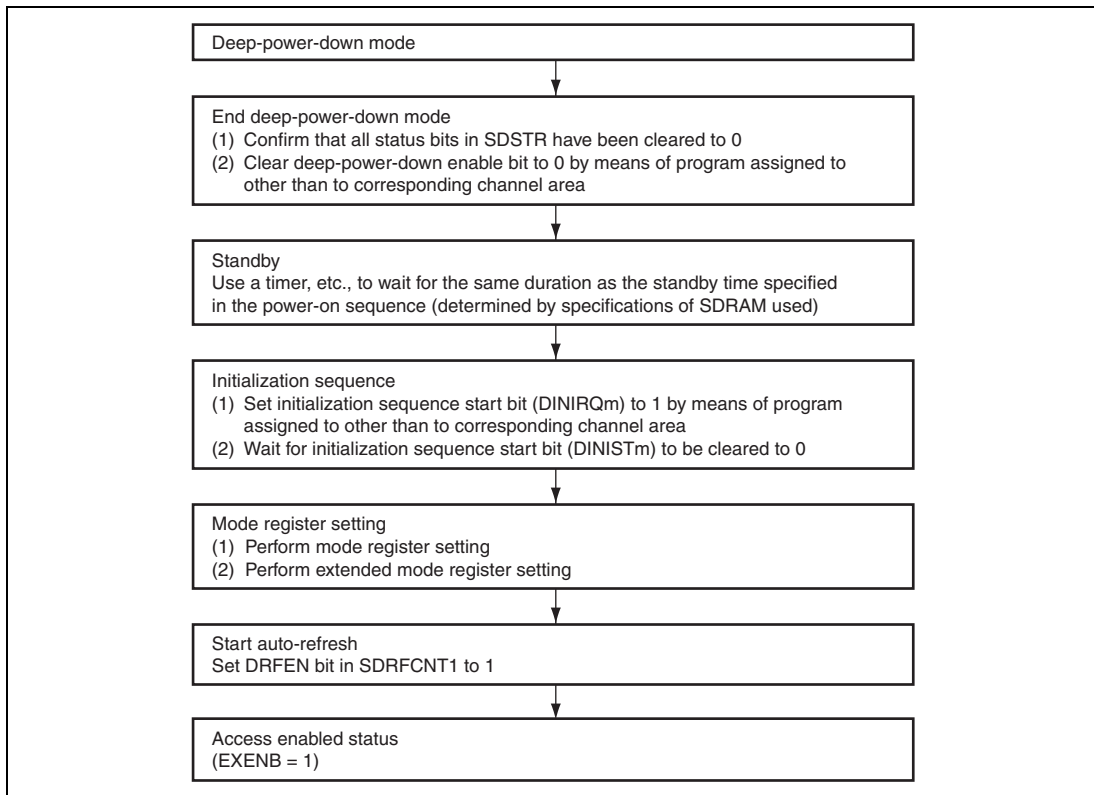 Deep-power-down mode
End deep-power-down mode
(1) Confirm that all status bits in SDSTR have been cleared to 0
(2) Clear deep-power-down enable bit to 0 by means of program assigned to
other than to corresponding channel area
Standby
Use a timer, etc., to wait for the same duration as the standby time specified
in the power-on sequence (determined by specifications of SDRAM used)
Initialization sequence
(1) Set initialization sequence start bit (DINIRQm) to 1 by means of program
assigned to other than to corresponding channel area
(2) Wait for initialization sequence start bit (DINISTm) to be cleared to 0
Mode register setting
(1) Perform mode register setting
(2) Perform extended mode register setting
Start auto-refresh
Set DRFEN bit in SDRFCNT1 to 1
Access enabled status
(EXENB = 1)